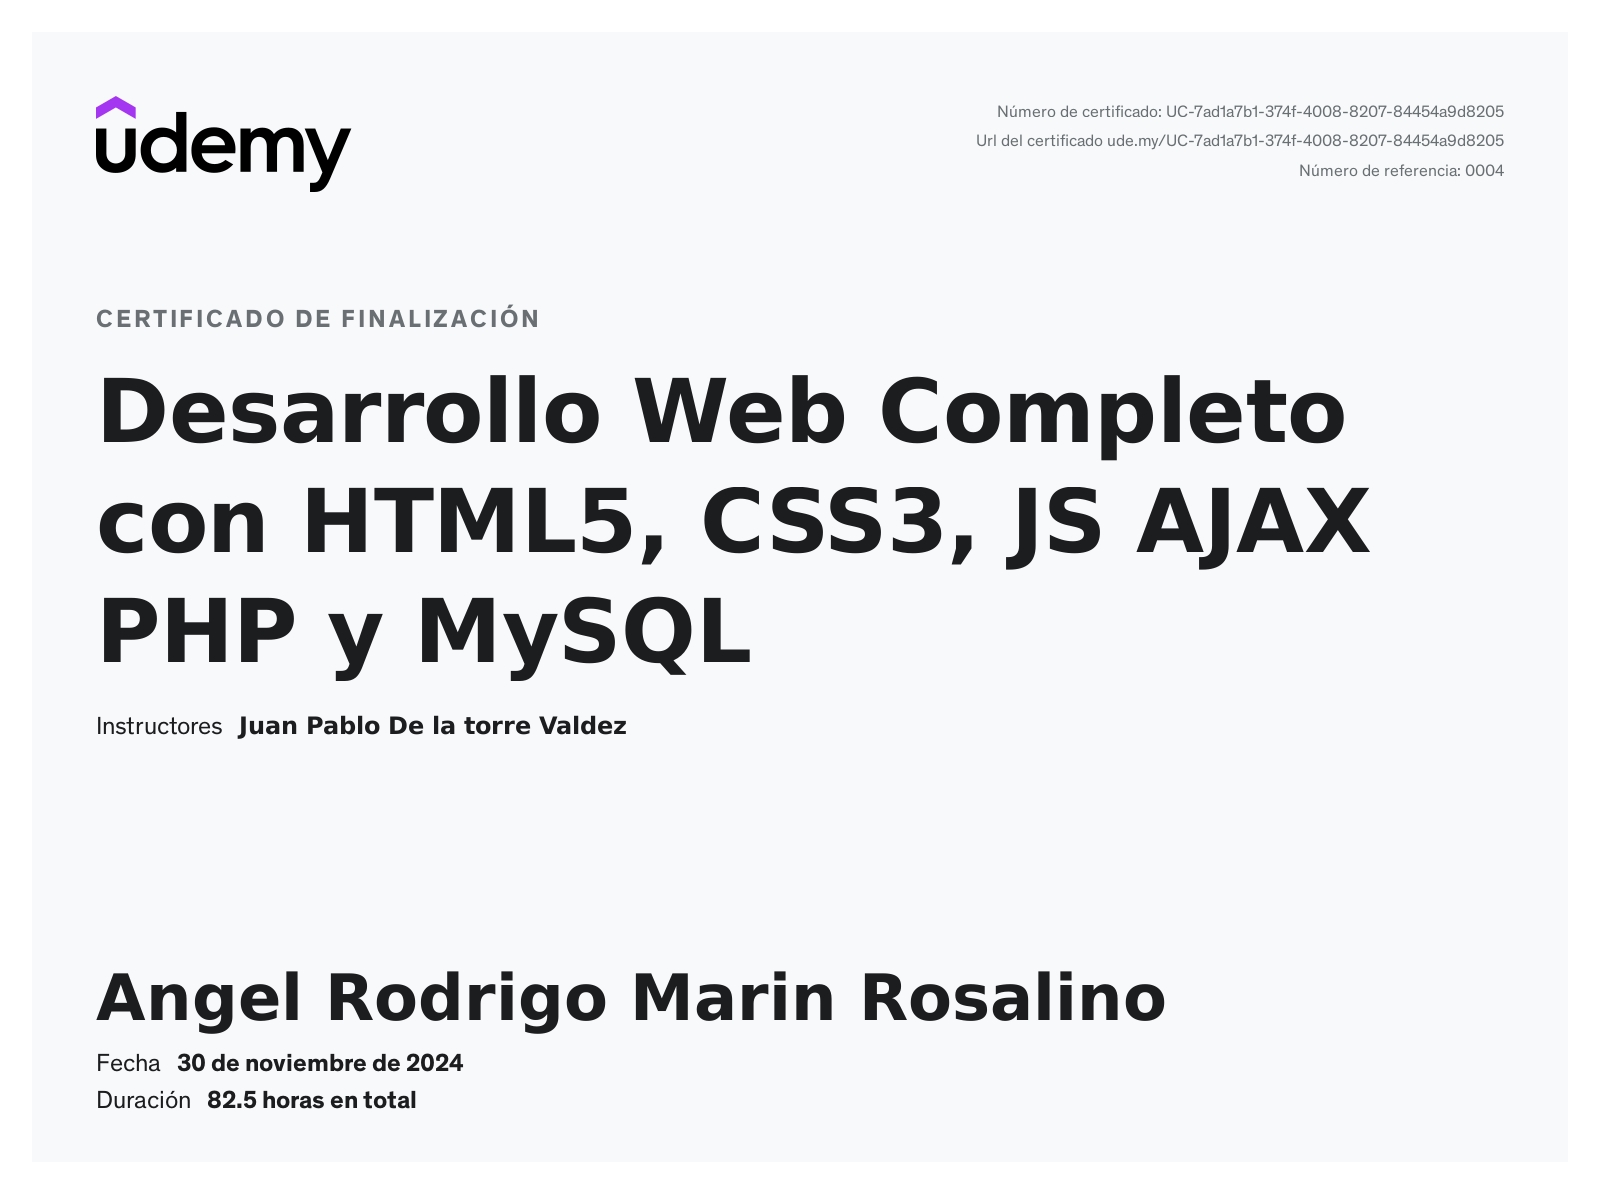 udemy
Número de certificado: UC-7ad1a7b1-374f-4008-8207-84454a9d8205
Url del certificado ude.my/UC-7ad1a7b1-374f-4008-8207-84454a9d8205
Número de referencia: 0004
CERTIFICADO DE FINALIZACIÓN
Desarrollo Web Completo
con HTML5, CSS3, JS AJAX
PHP y MySQL
Instructores Juan Pablo De la torre Valdez
Angel Rodrigo Marin Rosalino
Fecha 30 de noviembre de 2024
Duración 82.5 horas en total